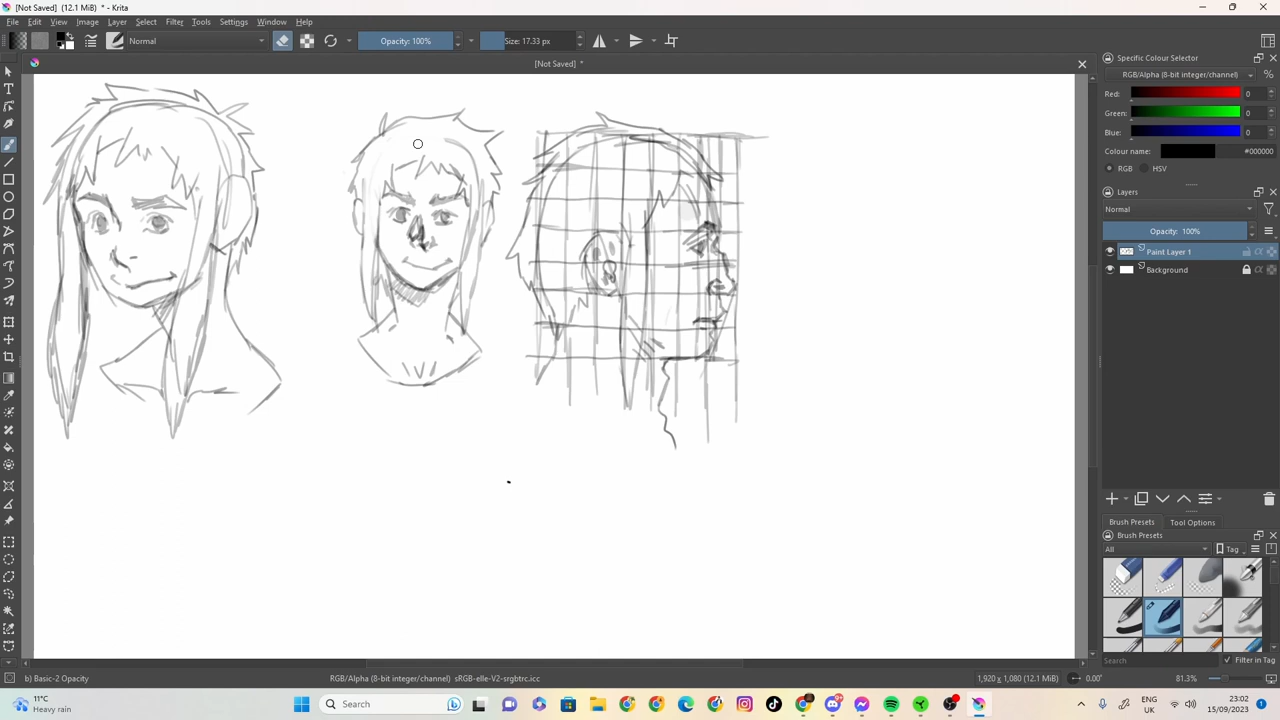 [Not Saved] (12.1 MiB) * - Krita
File Edit View Image Layer Select Filter Tools Settings Window Help
Normal Opacity: 100% Size: 17.33 px
[Not Saved] *
Specific Colour Selector
RGB/Alpha (8-bit integer/channel)
Red: 0
Green: 0
Blue: 0
Colour name: #000000
RGB HSV
Layers
Normal
Opacity: 100%
Paint Layer 1
Background
Brush Presets Tool Options
Brush Presets
All Tag
Search Filter in Tag
b) Basic-2 Opacity RGB/Alpha (8-bit integer/channel) sRGB-elle-V2-srgbtrc.icc 1,920 x 1,080 (12.1 MiB) 0.00° 81.3%
11°C
Heavy rain
Search
ENG
UK
23:02
15/09/2023